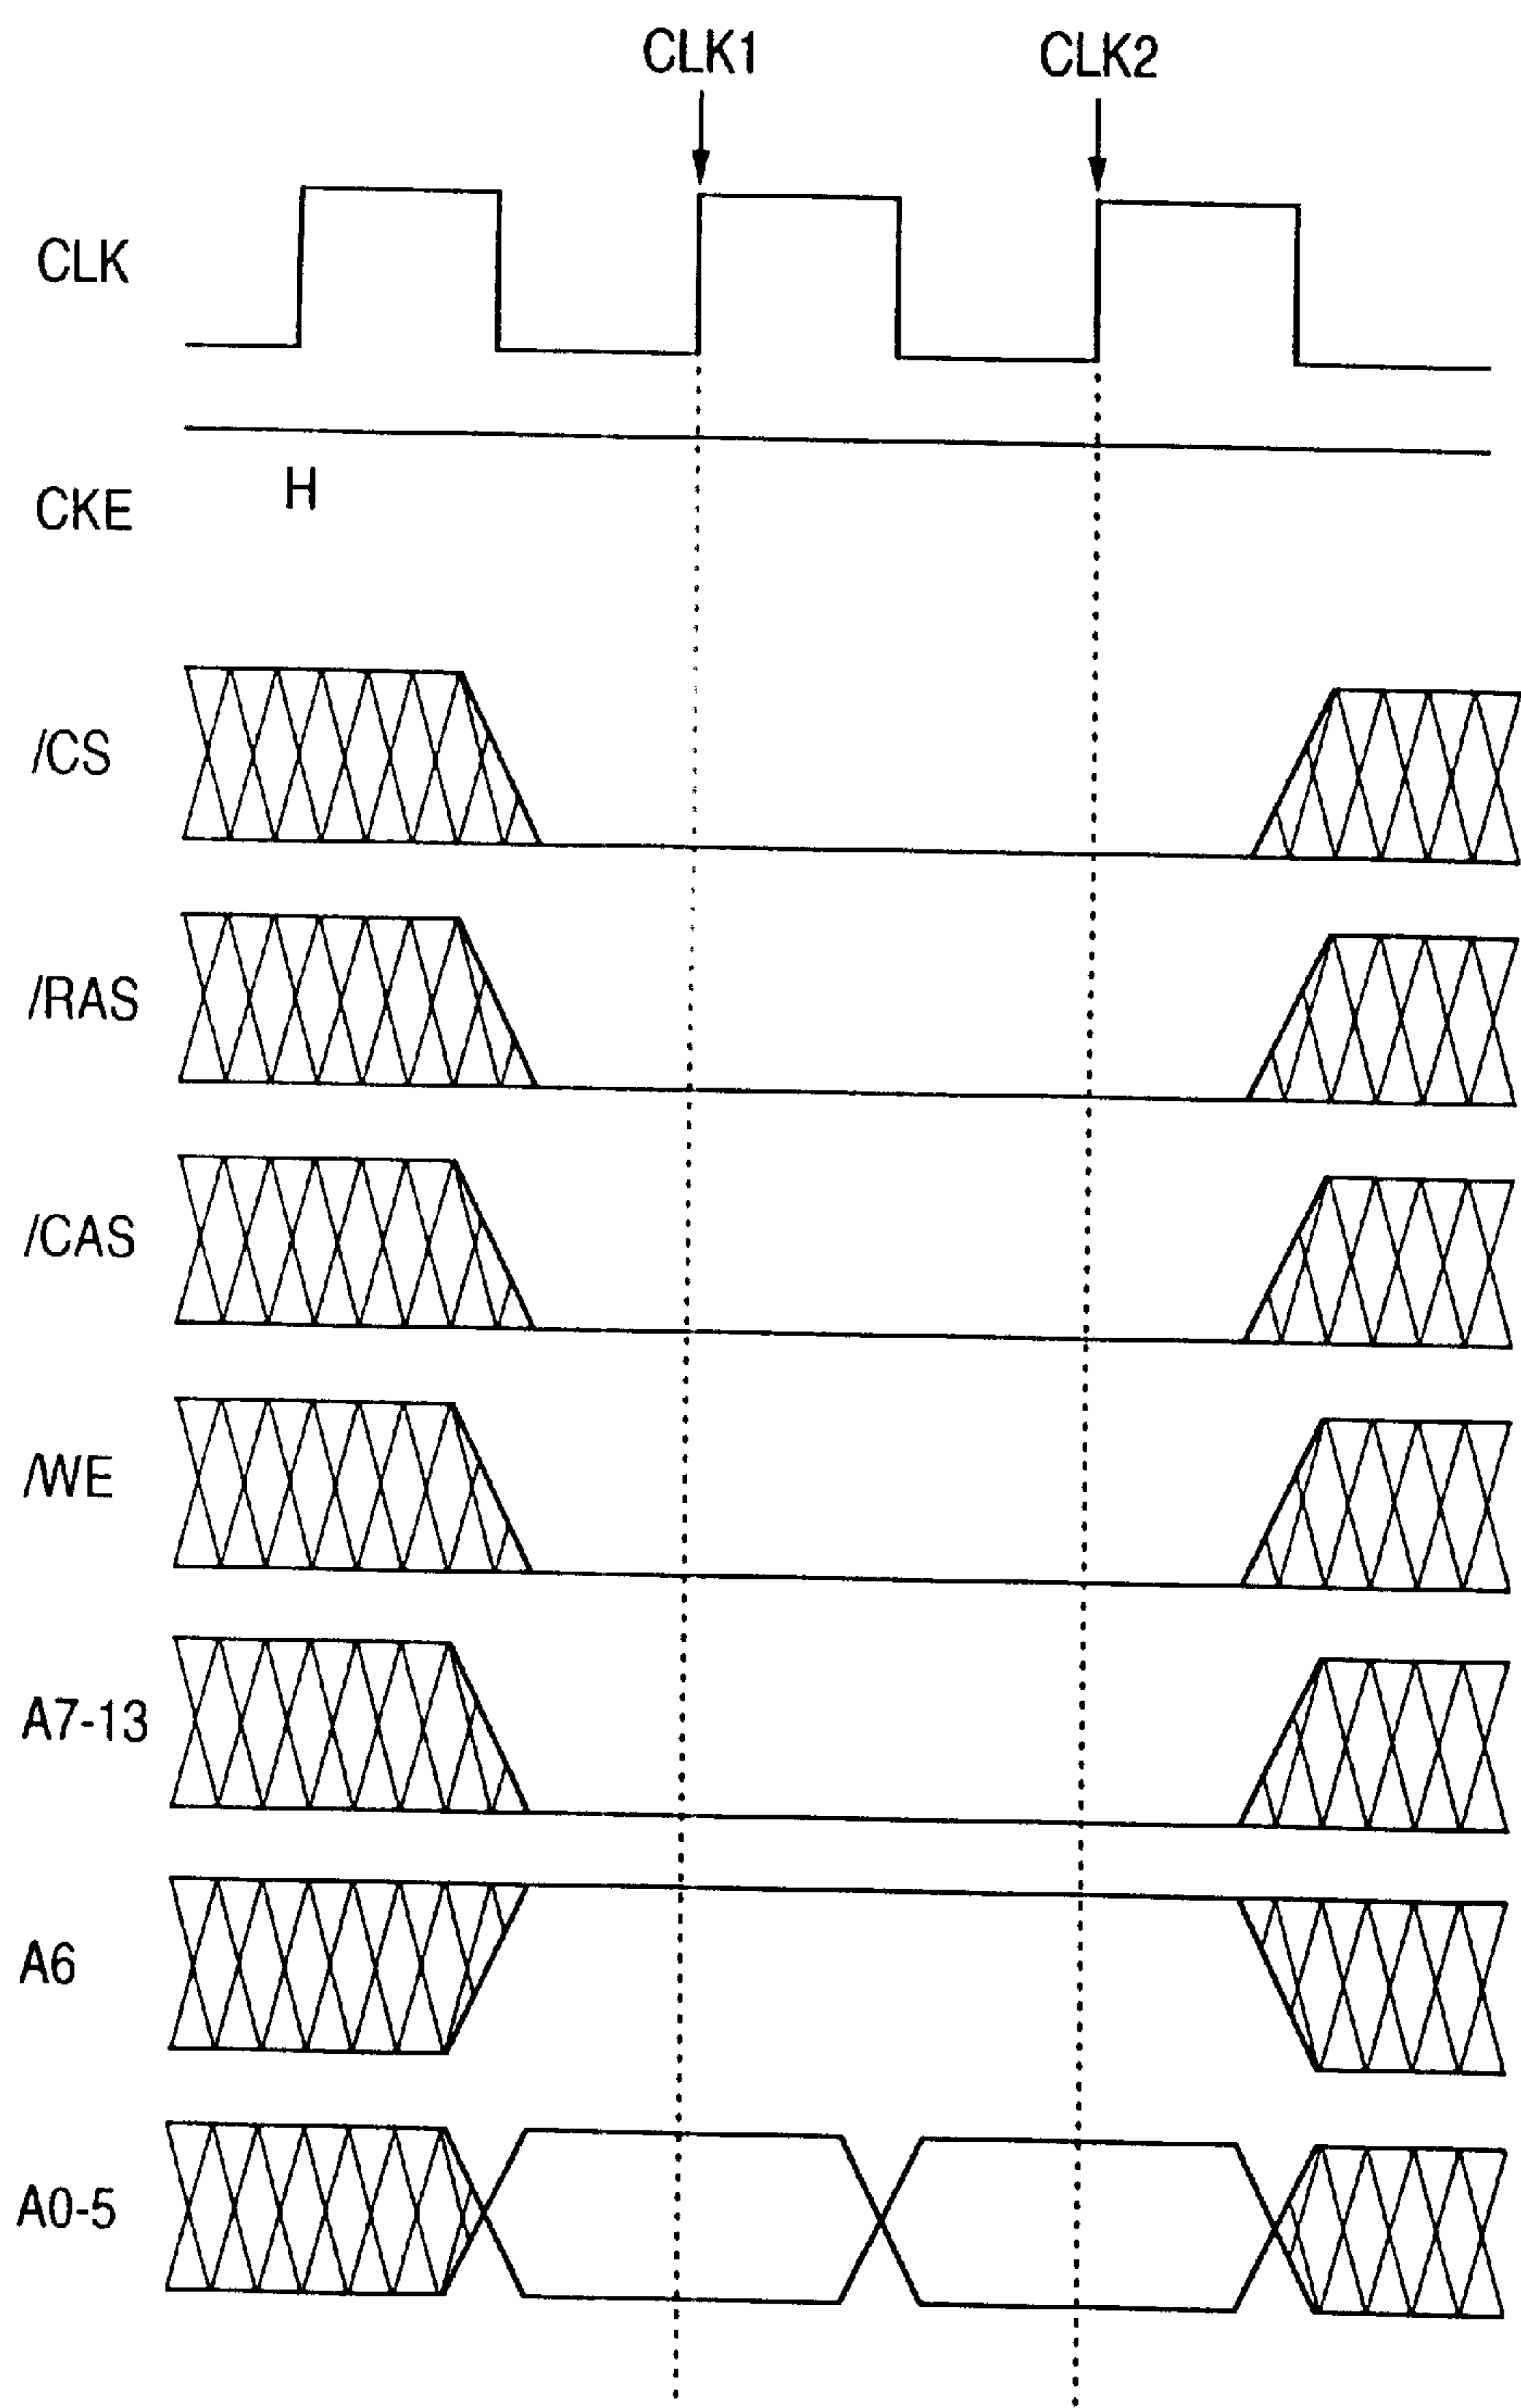 CLK1 CLK2
CLK
H
CKE
/CS
/RAS
/CAS
/WE
A7-13
A6
A0-5